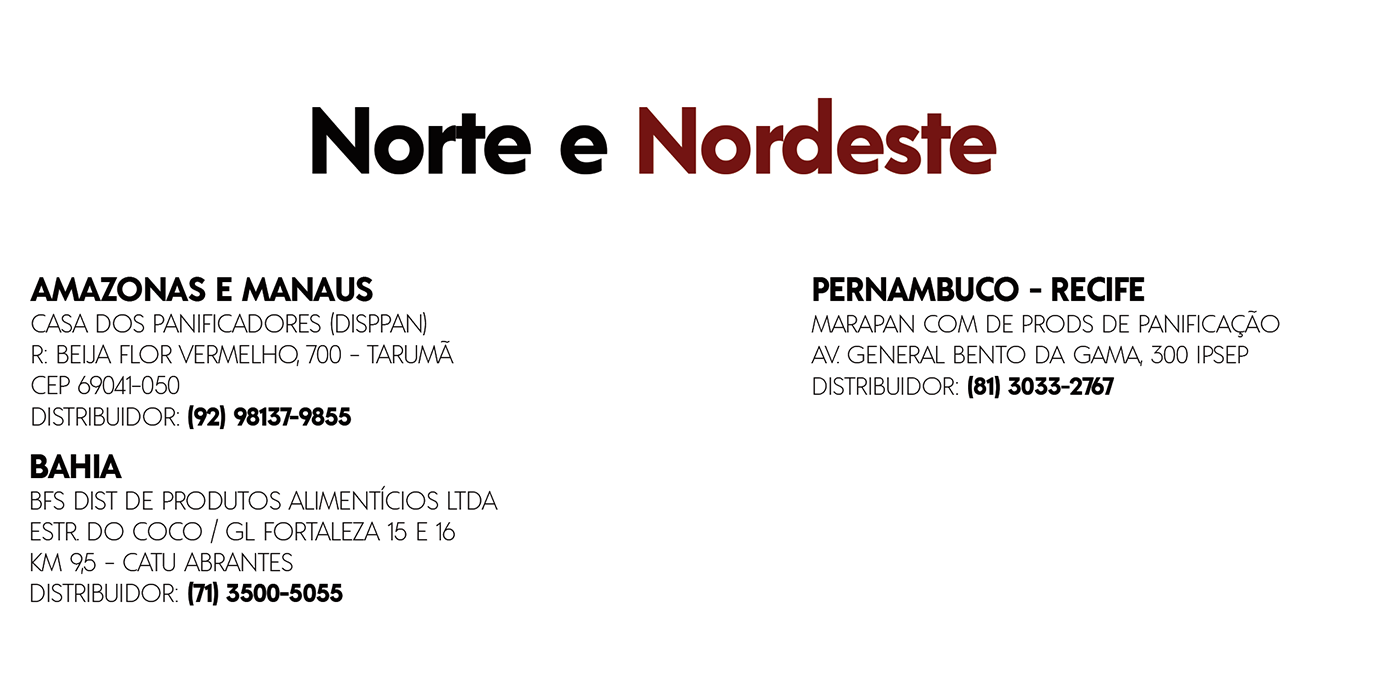 Norte e Nordeste
AMAZONAS E MANAUS
CASA DOS PANIFICADORES (DISPPAN)
R: BEIJA FLOR VERMELHO, 700 - TARUMÃ
CEP 69041-050
DISTRIBUIDOR: (92) 98137-9855
BAHIA
BFS DIST DE PRODUTOS ALIMENTÍCIOS LTDA
ESTR. DO COCO / GL FORTALEZA 15 E 16
KM 9,5 - CATU ABRANTES
DISTRIBUIDOR: (71) 3500-5055
PERNAMBUCO - RECIFE
MARAPAN COM DE PRODS DE PANIFICAÇÃO
AV. GENERAL BENTO DA GAMA, 300 IPSEP
DISTRIBUIDOR: (81) 3033-2767